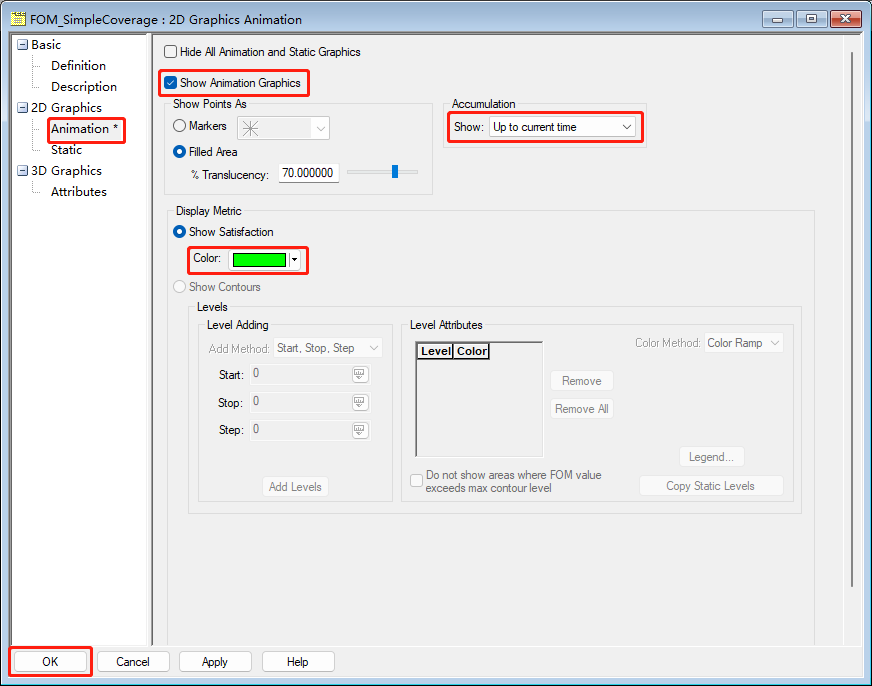 FOM_SimpleCoverage : 2D Graphics Animation
Basic
Definition
Description
2D Graphics
Animation *
Static
3D Graphics
Attributes
Hide All Animation and Static Graphics
Show Animation Graphics
Show Points As
Markers
Filled Area
% Translucency: 70.000000
Accumulation
Show: Up to current time
Display Metric
Show Satisfaction
Color:
Show Contours
Levels
Level Adding
Add Method: Start, Stop, Step
Start: 0
Stop: 0
Step: 0
Add Levels
Level Attributes
Level Color
Remove
Remove All
Color Method: Color Ramp
Legend...
Do not show areas where FOM value
exceeds max contour level
Copy Static Levels
OK Cancel Apply Help